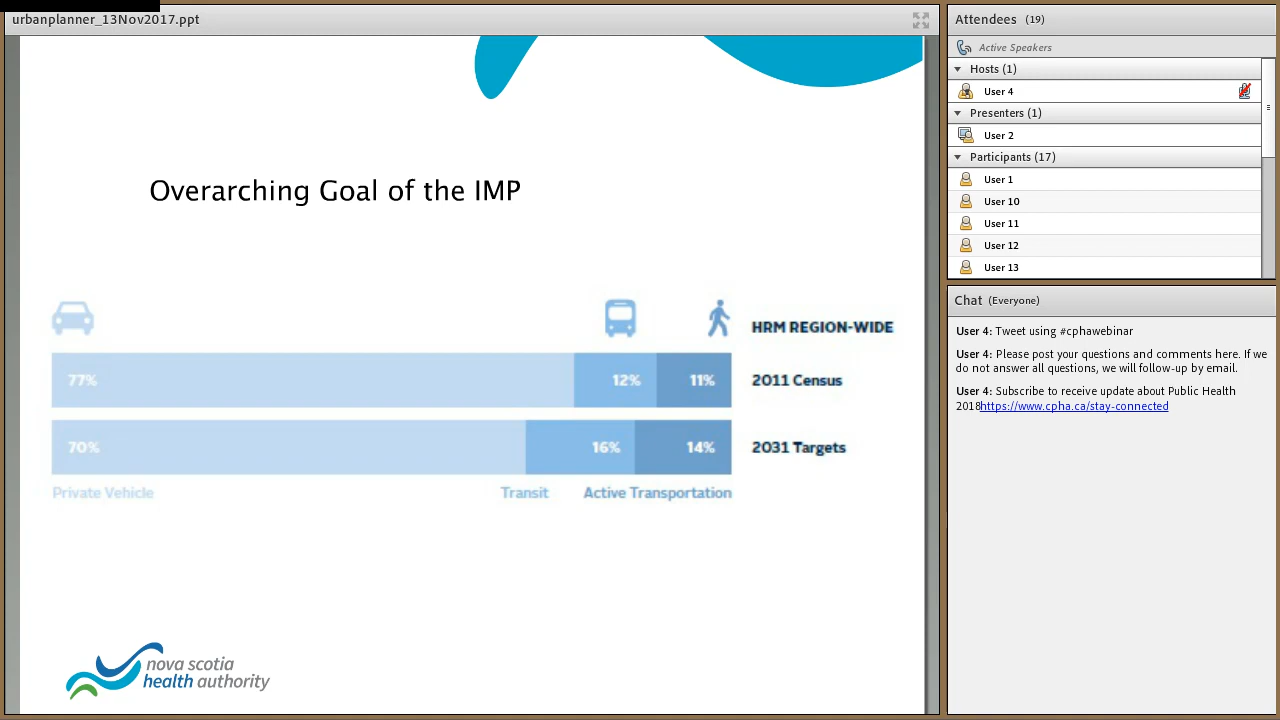 urbanplanner_13Nov2017.ppt
Overarching Goal of the IMP
HRM REGION-WIDE
77%
12%
11%
2011 Census
70%
16%
14%
2031 Targets
Private Vehicle
Transit
Active Transportation
nova scotia
health authority
Attendees (19)
Active Speakers
Hosts (1)
User 4
Presenters (1)
User 2
Participants (17)
User 1
User 10
User 11
User 12
User 13
Chat (Everyone)
User 4: Tweet using #cphawebinar
User 4: Please post your questions and comments here. If we
do not answer all questions, we will follow-up by email.
User 4: Subscribe to receive update about Public Health
2018https://www.cpha.ca/stay-connected